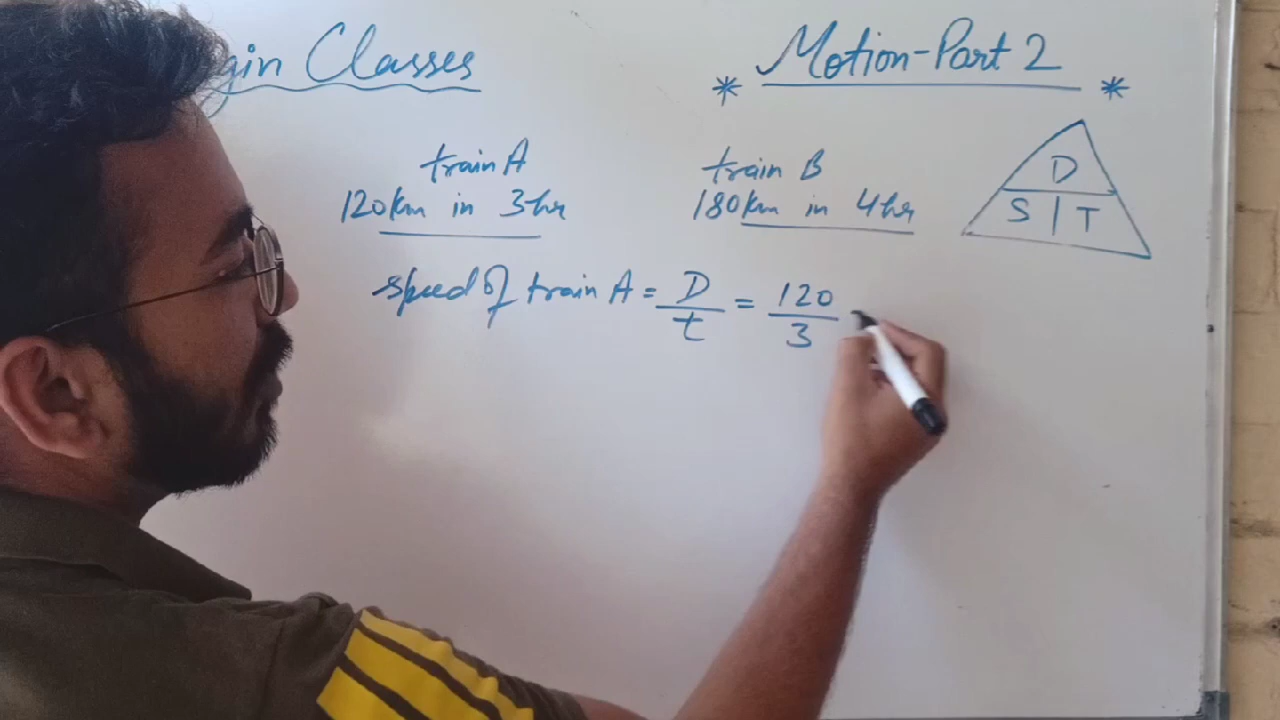 Classes
Motion-Part 2
train A
120km in 3hr
train B
180km in 4hr
D
S | T
speed of train A = D/t = 120/3